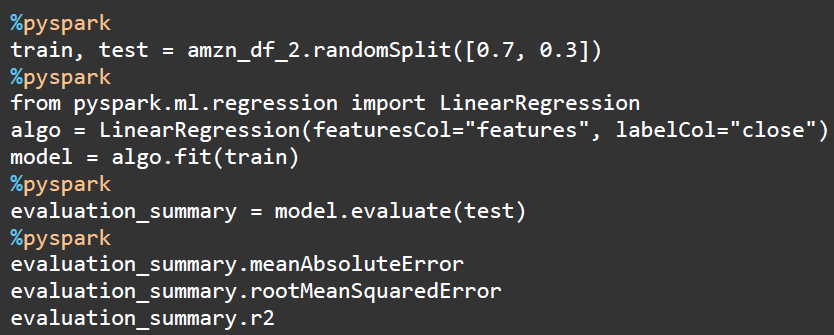 %pyspark
train, test = amzn_df_2.randomSplit([0.7, 0.3])
%pyspark
from pyspark.ml.regression import LinearRegression
algo = LinearRegression(featuresCol="features", labelCol="close")
model = algo.fit(train)
%pyspark
evaluation_summary = model.evaluate(test)
%pyspark
evaluation_summary.meanAbsoluteError
evaluation_summary.rootMeanSquaredError
evaluation_summary.r2